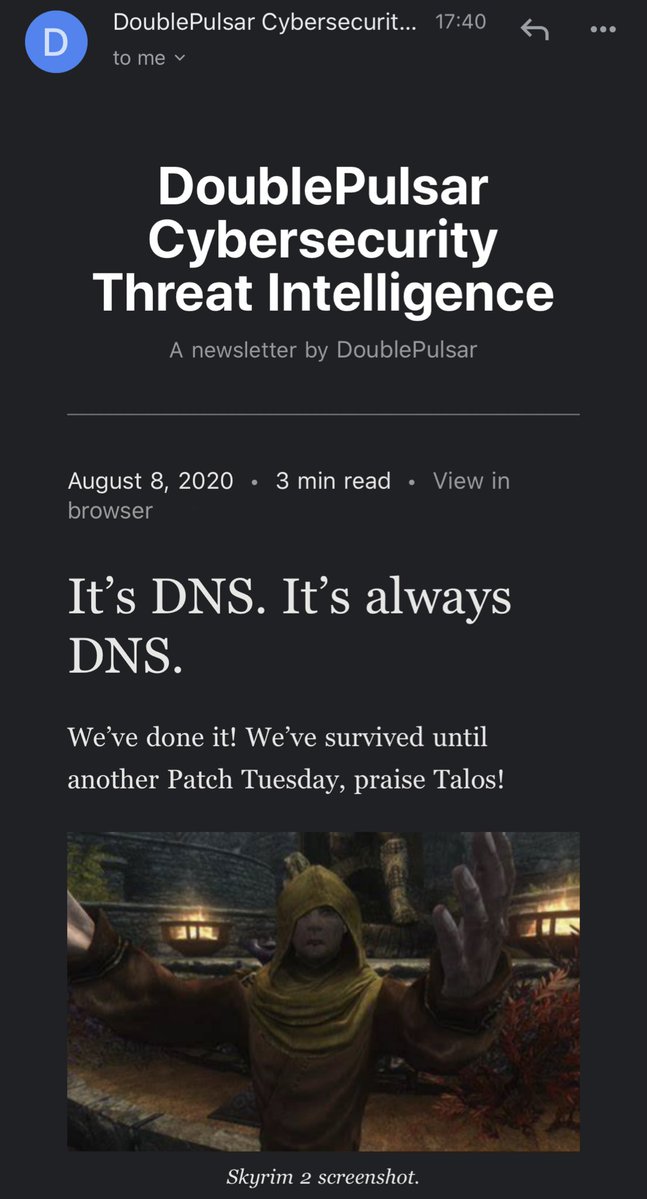 D
DoublePulsar Cybersecurit... 17:40
to me
DoublePulsar
Cybersecurity
Threat Intelligence
A newsletter by DoublePulsar
August 8, 2020 • 3 min read • View in
browser
It’s DNS. It’s always
DNS.
We’ve done it! We’ve survived until
another Patch Tuesday, praise Talos!
Skyrim 2 screenshot.